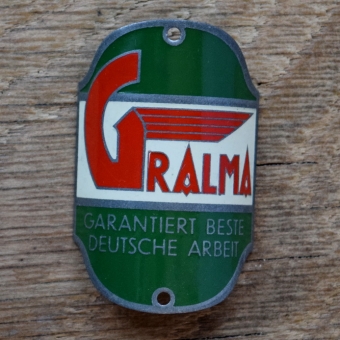 GRALMA
GARANTIERT BESTE
DEUTSCHE ARBEIT